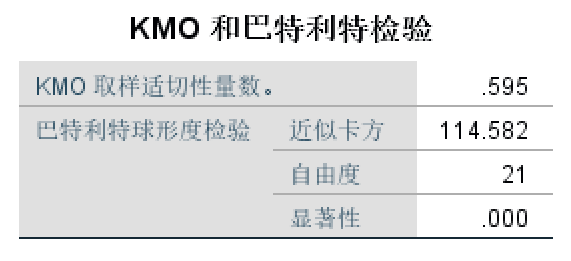 KMO 和巴特利特检验
KMO 取样适切性量数。 .595
巴特利特球形度检验 近似卡方 114.582
自由度 21
显著性 .000